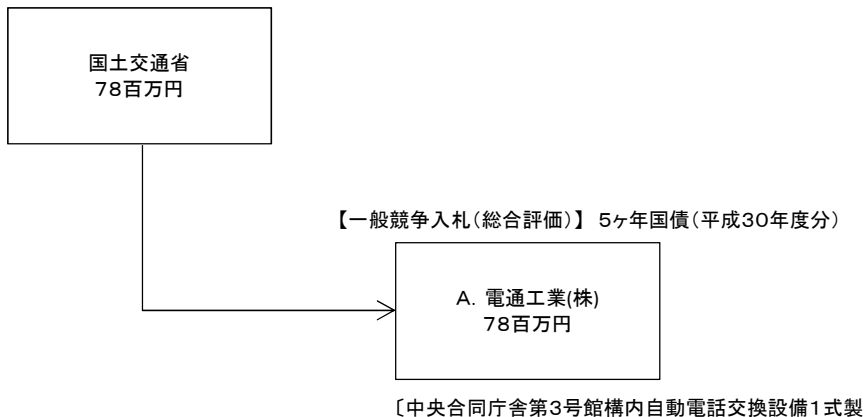 国土交通省
78百万円
【一般競争入札(総合評価)】 5ヶ年国債(平成30年度分)
A. 電通工業(株)
78百万円
〔中央合同庁舎第3号館構内自動電話交換設備1式製